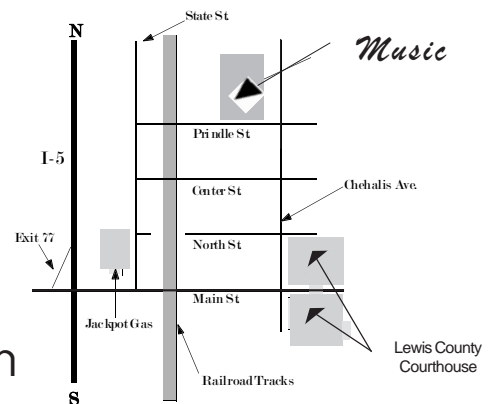 State St.
N
Music
Prindle St.
I-5
Center St.
Chehalis Ave.
Exit 77
North St.
Main St.
Jackpot Gas
Lewis County
Courthouse
Railroad Tracks
S